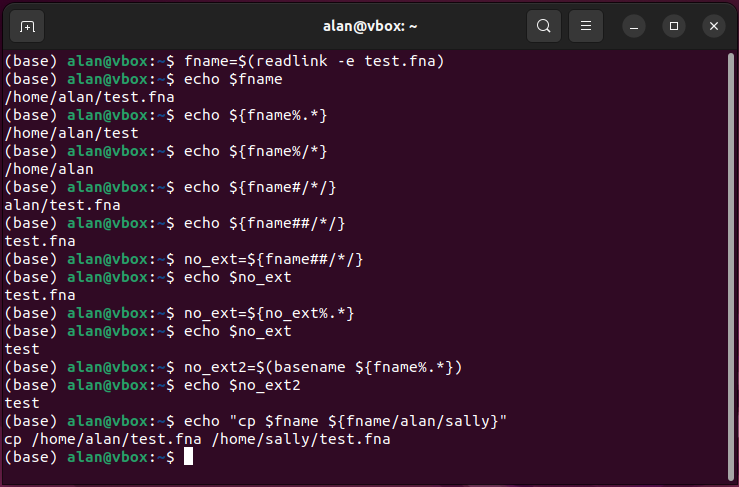 alan@vbox: ~
(base) alan@vbox:~$ fname=$(readlink -e test.fna)
(base) alan@vbox:~$ echo $fname
/home/alan/test.fna
(base) alan@vbox:~$ echo ${fname%.*}
/home/alan/test
(base) alan@vbox:~$ echo ${fname%/*}
/home/alan
(base) alan@vbox:~$ echo ${fname#/*/}
alan/test.fna
(base) alan@vbox:~$ echo ${fname##/*/}
test.fna
(base) alan@vbox:~$ no_ext=${fname##/*/}
(base) alan@vbox:~$ echo $no_ext
test.fna
(base) alan@vbox:~$ no_ext=${no_ext%.*}
(base) alan@vbox:~$ echo $no_ext
test
(base) alan@vbox:~$ no_ext2=$(basename ${fname%.*})
(base) alan@vbox:~$ echo $no_ext2
test
(base) alan@vbox:~$ echo "cp $fname ${fname/alan/sally}"
cp /home/alan/test.fna /home/sally/test.fna
(base) alan@vbox:~$